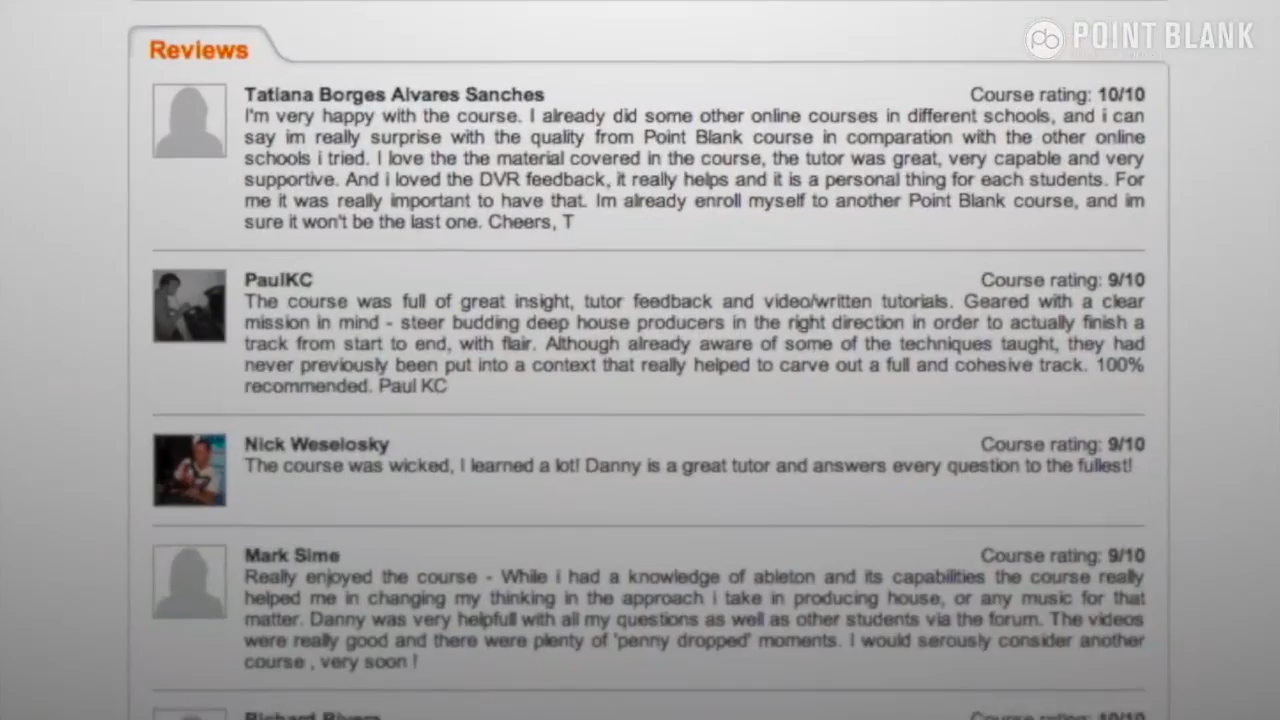 POINT BLANK
Reviews
Tatiana Borges Alvares Sanches
Course rating: 10/10
I'm very happy with the course. I already did some other online courses in different schools, and i can
say im really surprise with the quality from Point Blank course in comparation with the other online
schools i tried. I love the the material covered in the course, the tutor was great, very capable and very
supportive. And i loved the DVR feedback, it really helps and it is a personal thing for each students. For
me it was really important to have that. Im already enroll myself to another Point Blank course, and im
sure it won't be the last one. Cheers, T
PaulKC
Course rating: 9/10
The course was full of great insight, tutor feedback and video/written tutorials. Geared with a clear
mission in mind - steer budding deep house producers in the right direction in order to actually finish a
track from start to end, with flair. Although already aware of some of the techniques taught, they had
never previously been put into a context that really helped to carve out a full and cohesive track. 100%
recommended. Paul KC
Nick Weselosky
Course rating: 9/10
The course was wicked, I learned a lot! Danny is a great tutor and answers every question to the fullest!
Mark Sime
Course rating: 9/10
Really enjoyed the course - While i had a knowledge of ableton and its capabilities the course really
helped me in changing my thinking in the approach i take in producing house, or any music for that
matter. Danny was very helpfull with all my questions as well as other students via the forum. The videos
were really good and there were plenty of 'penny dropped' moments. I would serously consider another
course , very soon !
Richard Rivera
Course rating: 10/10